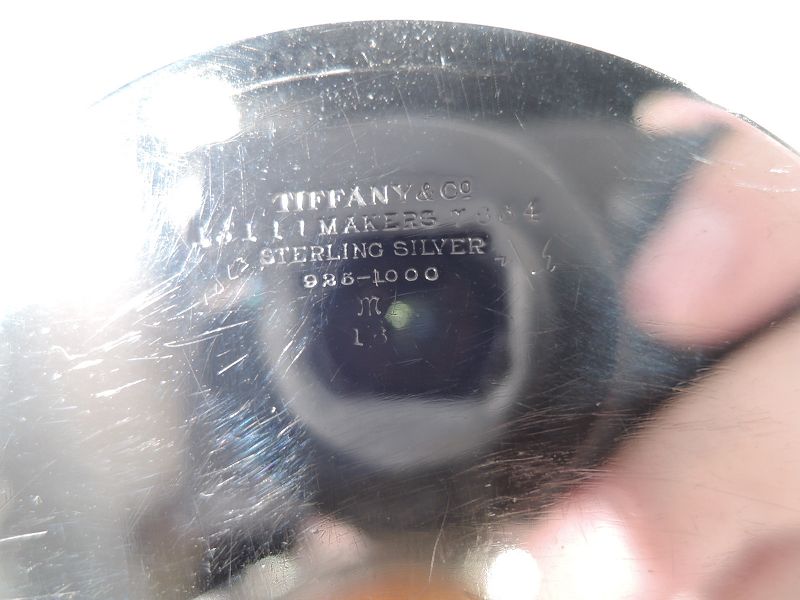 TIFFANY & Co
MAKERS
STERLING SILVER
925-1000
m